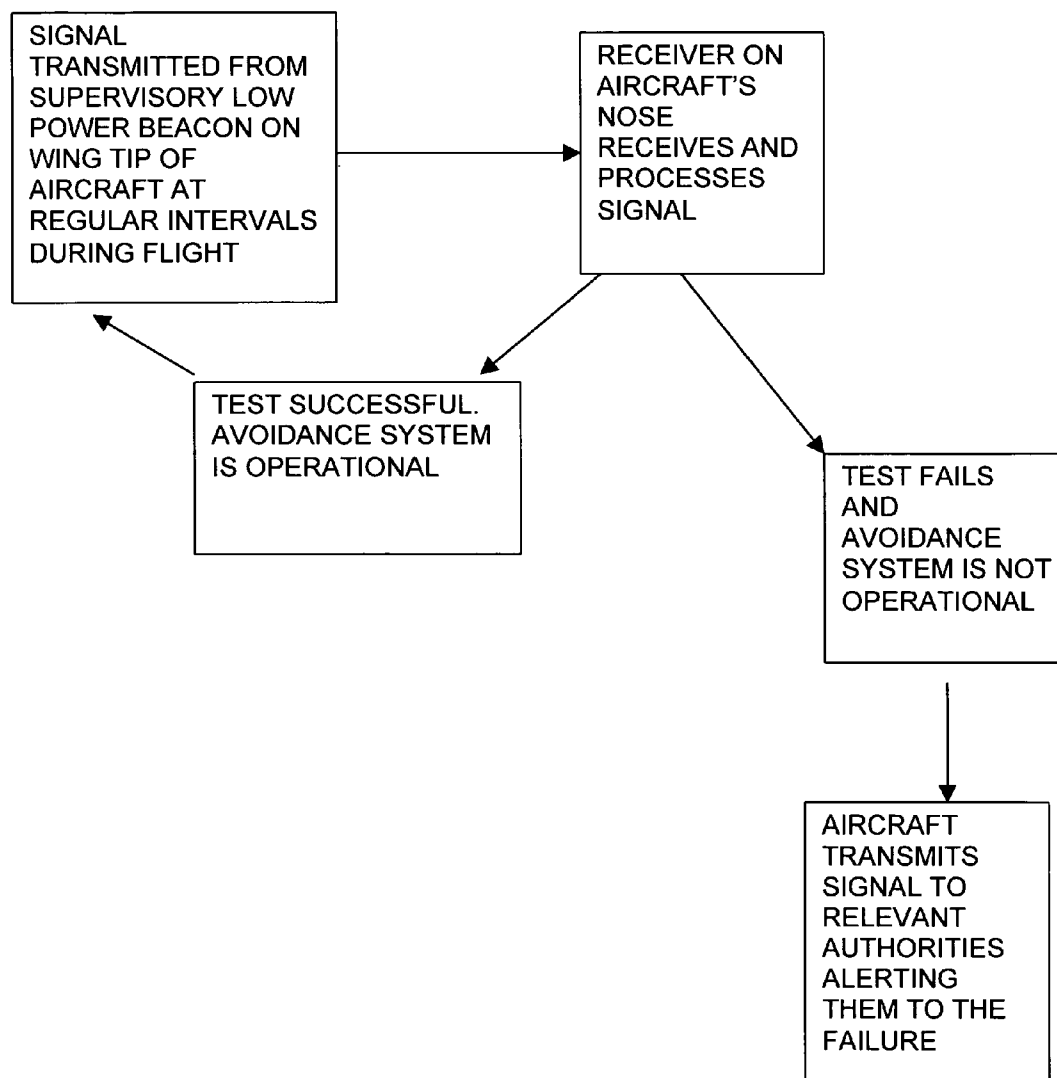 SIGNAL
TRANSMITTED FROM
SUPERVISORY LOW
POWER BEACON ON
WING TIP OF
AIRCRAFT AT
REGULAR INTERVALS
DURING FLIGHT
RECEIVER ON
AIRCRAFT'S
NOSE
RECEIVES AND
PROCESSES
SIGNAL
TEST SUCCESSFUL.
AVOIDANCE SYSTEM
IS OPERATIONAL
TEST FAILS
AND
AVOIDANCE
SYSTEM IS NOT
OPERATIONAL
AIRCRAFT
TRANSMITS
SIGNAL TO
RELEVANT
AUTHORITIES
ALERTING
THEM TO THE
FAILURE